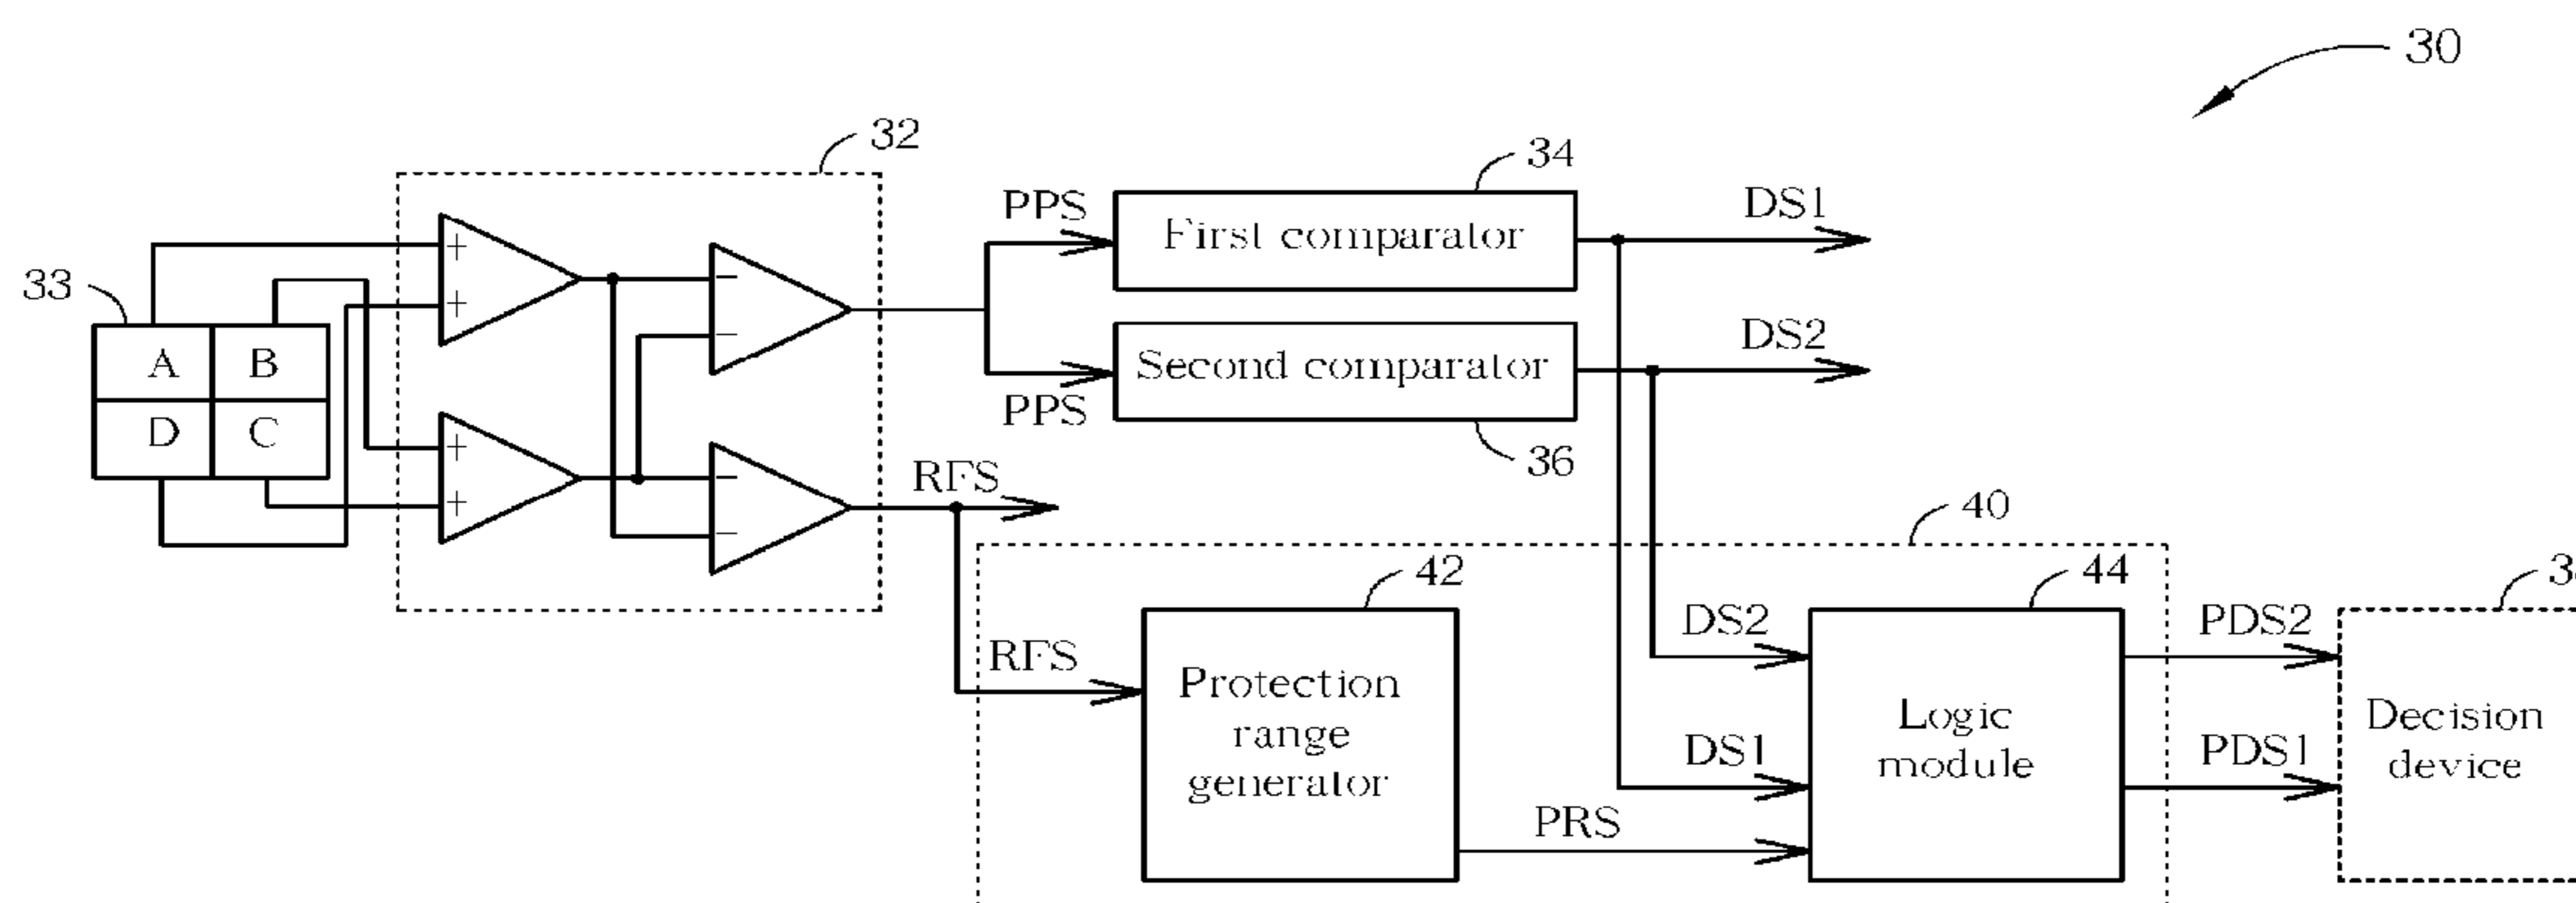 30
32
34
PPS
First comparator
DS1
+
+
−
−
33
A B
D C
PPS
Second comparator
DS2
36
+
+
−
−
RFS
40
42
44
RFS
Protection
range
generator
DS2
DS1
PRS
Logic
module
PDS2
PDS1
Decision
device